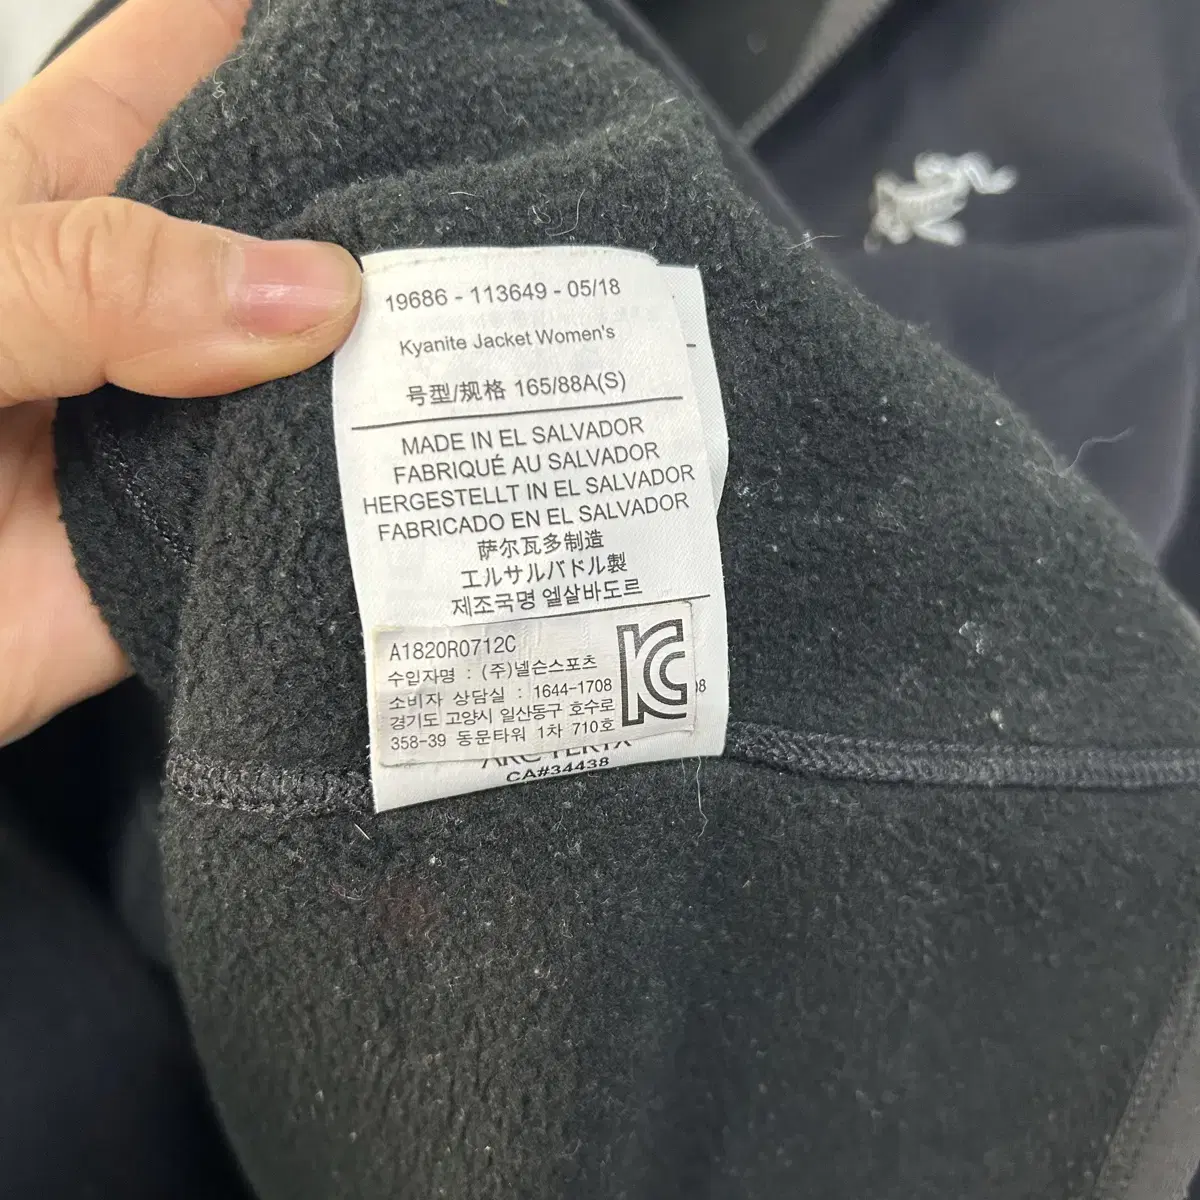 19686 - 113649 - 05/18
Kyanite Jacket Women's
号型/规格 165/88A(S)
MADE IN EL SALVADOR
FABRIQUÉ AU SALVADOR
HERGESTELLT IN EL SALVADOR
FABRICADO EN EL SALVADOR
萨尔瓦多制造
エルサルバドル製
제조국명 엘살바도르
A1820R0712C
수입자명 : (주)넬슨스포츠
소비자 상담실 : 1644-1708
경기도 고양시 일산동구 호수로
358-39 동문타워 1차 710호
CA#34438